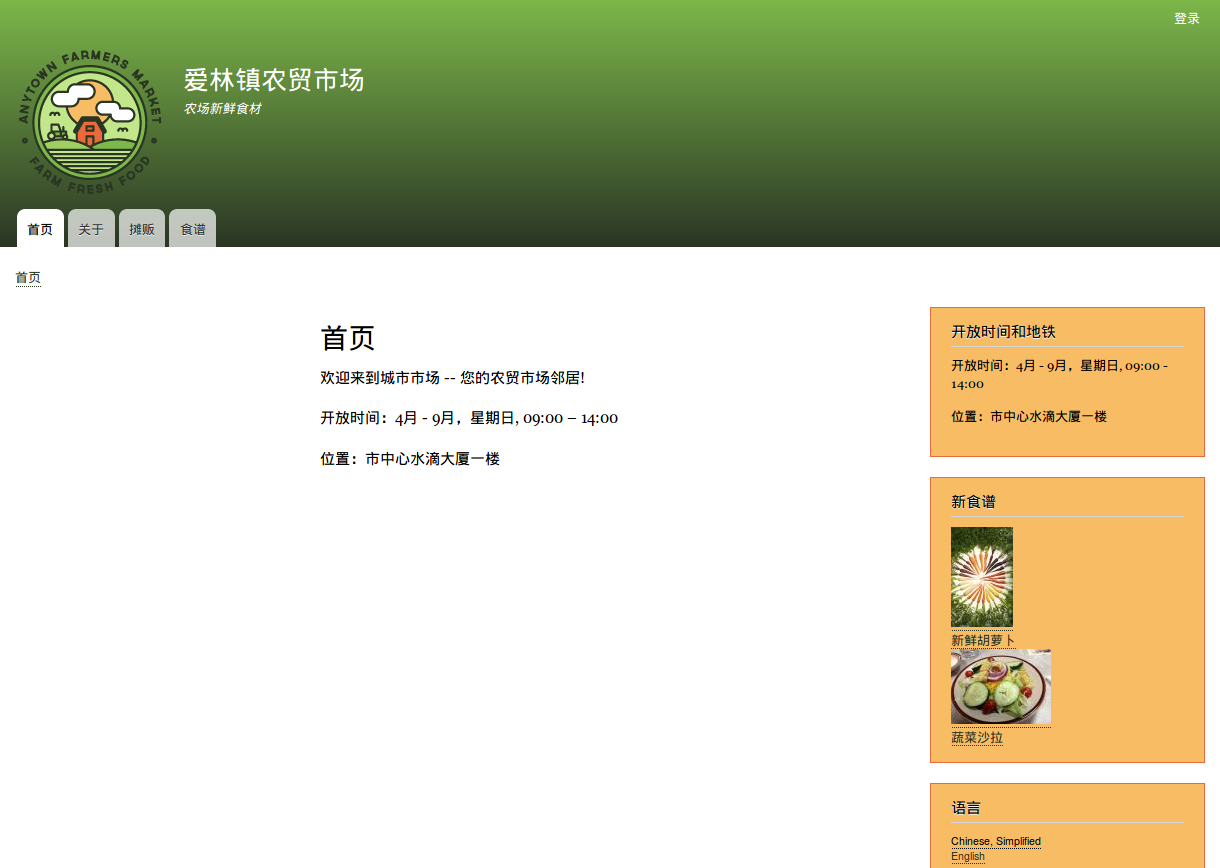 登录
ANYTOWN FARMERS MARKET
FARM FRESH FOOD
爱林镇农贸市场
农场新鲜食材
首页
关于
摊贩
食谱
首页
首页
欢迎来到城市市场 -- 您的农贸市场邻居!
开放时间：4月 - 9月，星期日, 09:00 – 14:00
位置：市中心水滴大厦一楼
开放时间和地铁
开放时间：4月 - 9月，星期日, 09:00 -
14:00
位置：市中心水滴大厦一楼
新食谱
新鲜胡萝卜
蔬菜沙拉
语言
Chinese, Simplified
English